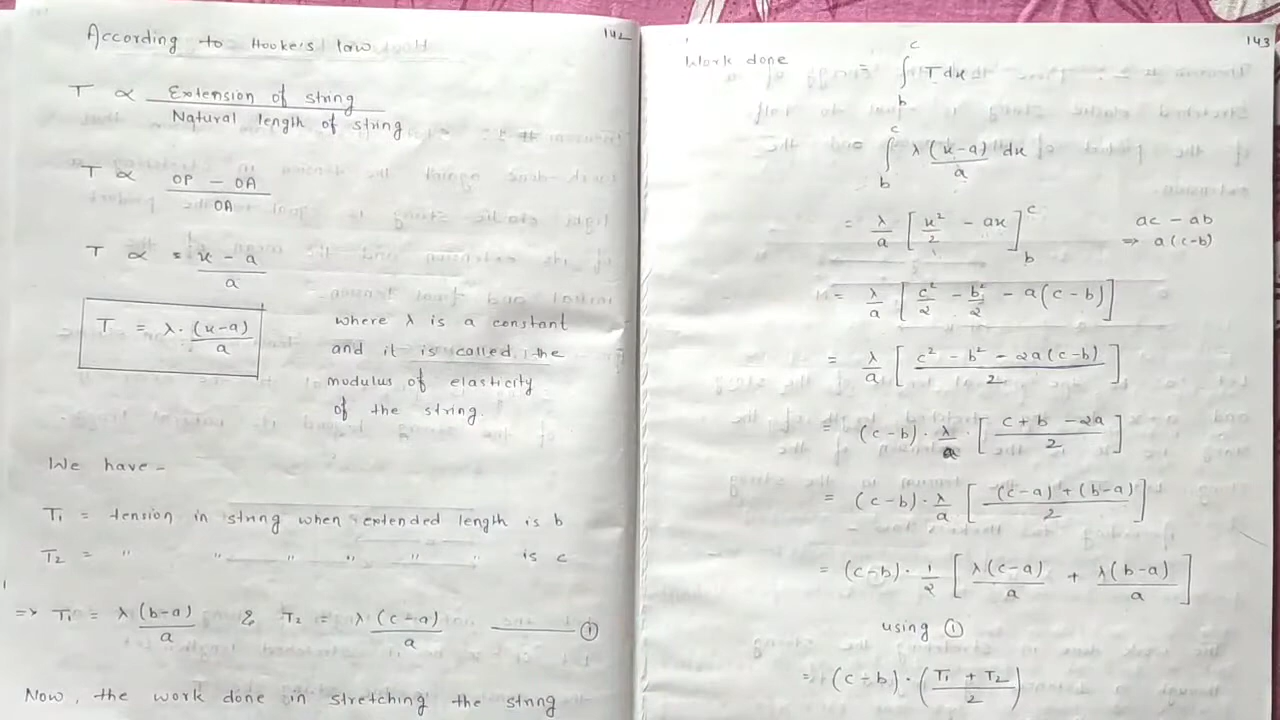 142
According to Hooke's law
T ∝ Extension of string / Natural length of string
T ∝ OP - OA / OA
T ∝ = x - a / a
T = λ. (x-a) / a
where λ is a constant
and it is called, the
modulus of elasticity
of the string.
We have -
T₁ = tension in string when extended length is b
T₂ = " " " " " " is c
=> T₁ = λ (b-a) / a & T₂ = λ (c-a) / a ——— ①
Now, the work done in stretching the string
143
Work done = ∫_b^c T dx
∫_b^c λ (x-a) / a dx
= λ/a [x²/2 - ax]_b^c
ac - ab
⇒ a(c-b)
= λ/a [c²/2 - b²/2 - a(c-b)]
= λ/a [c² - b² - 2a(c-b) / 2]
= (c-b) . λ/a . [c+b -2a / 2]
= (c-b) . λ/a [(c-a) + (b-a) / 2]
= (c-b) . 1/2 [λ(c-a) / a + λ(b-a) / a]
using ①
= (c-b) . (T₁ + T₂ / 2)